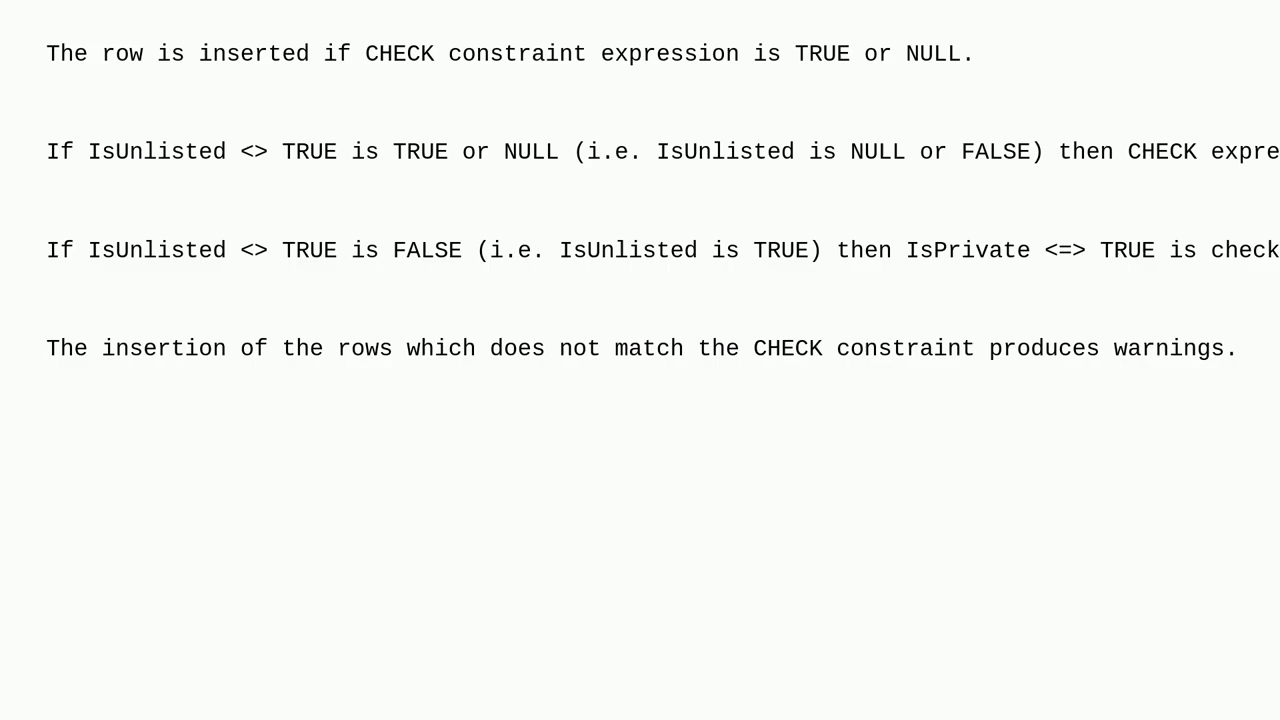 The row is inserted if CHECK constraint expression is TRUE or NULL.
If IsUnlisted <> TRUE is TRUE or NULL (i.e. IsUnlisted is NULL or FALSE) then CHECK expre
If IsUnlisted <> TRUE is FALSE (i.e. IsUnlisted is TRUE) then IsPrivate <=> TRUE is check
The insertion of the rows which does not match the CHECK constraint produces warnings.